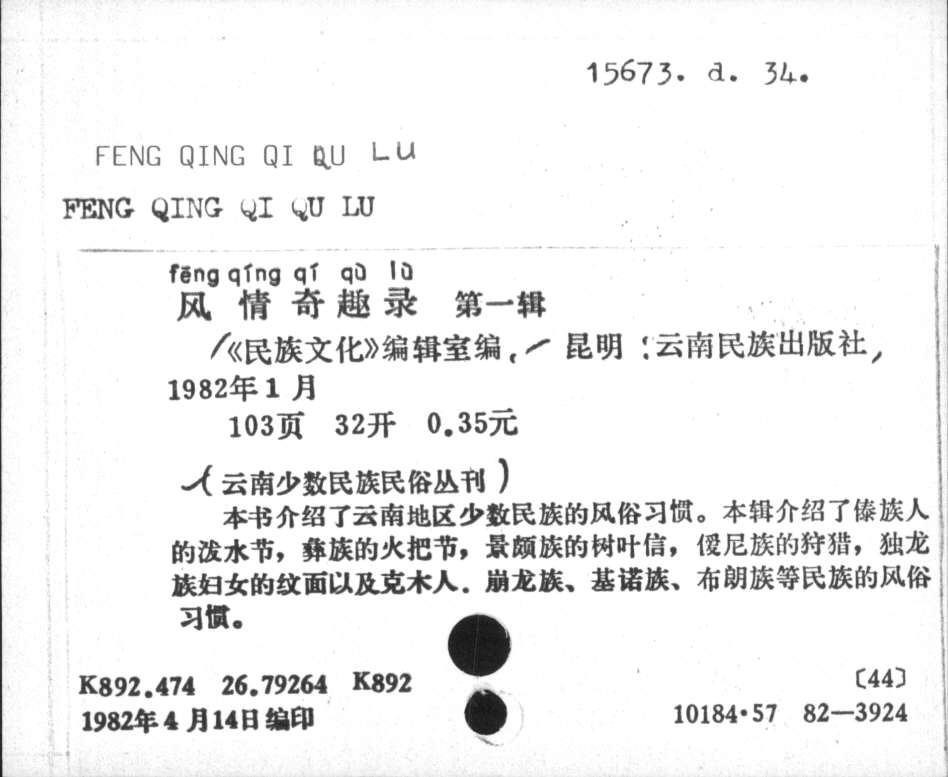 15673. d. 34.
FENG QING QI QU LU
FENG QING QI QU LU
fēng qíng qí qù lù
风情奇趣录 第一辑
/《民族文化》编辑室编．— 昆明：云南民族出版社，
1982年1月
103页 32开 0.35元
(云南少数民族民俗丛刊)
本书介绍了云南地区少数民族的风俗习惯。本辑介绍了傣族人
的泼水节，彝族的火把节，景颇族的树叶信，僾尼族的狩猎，独龙
族妇女的纹面以及克木人．崩龙族、基诺族、布朗族等民族的风俗
习惯。
K892.474 26.79264 K892
〔44〕
1982年4月14日编印
10184·57 82—3924